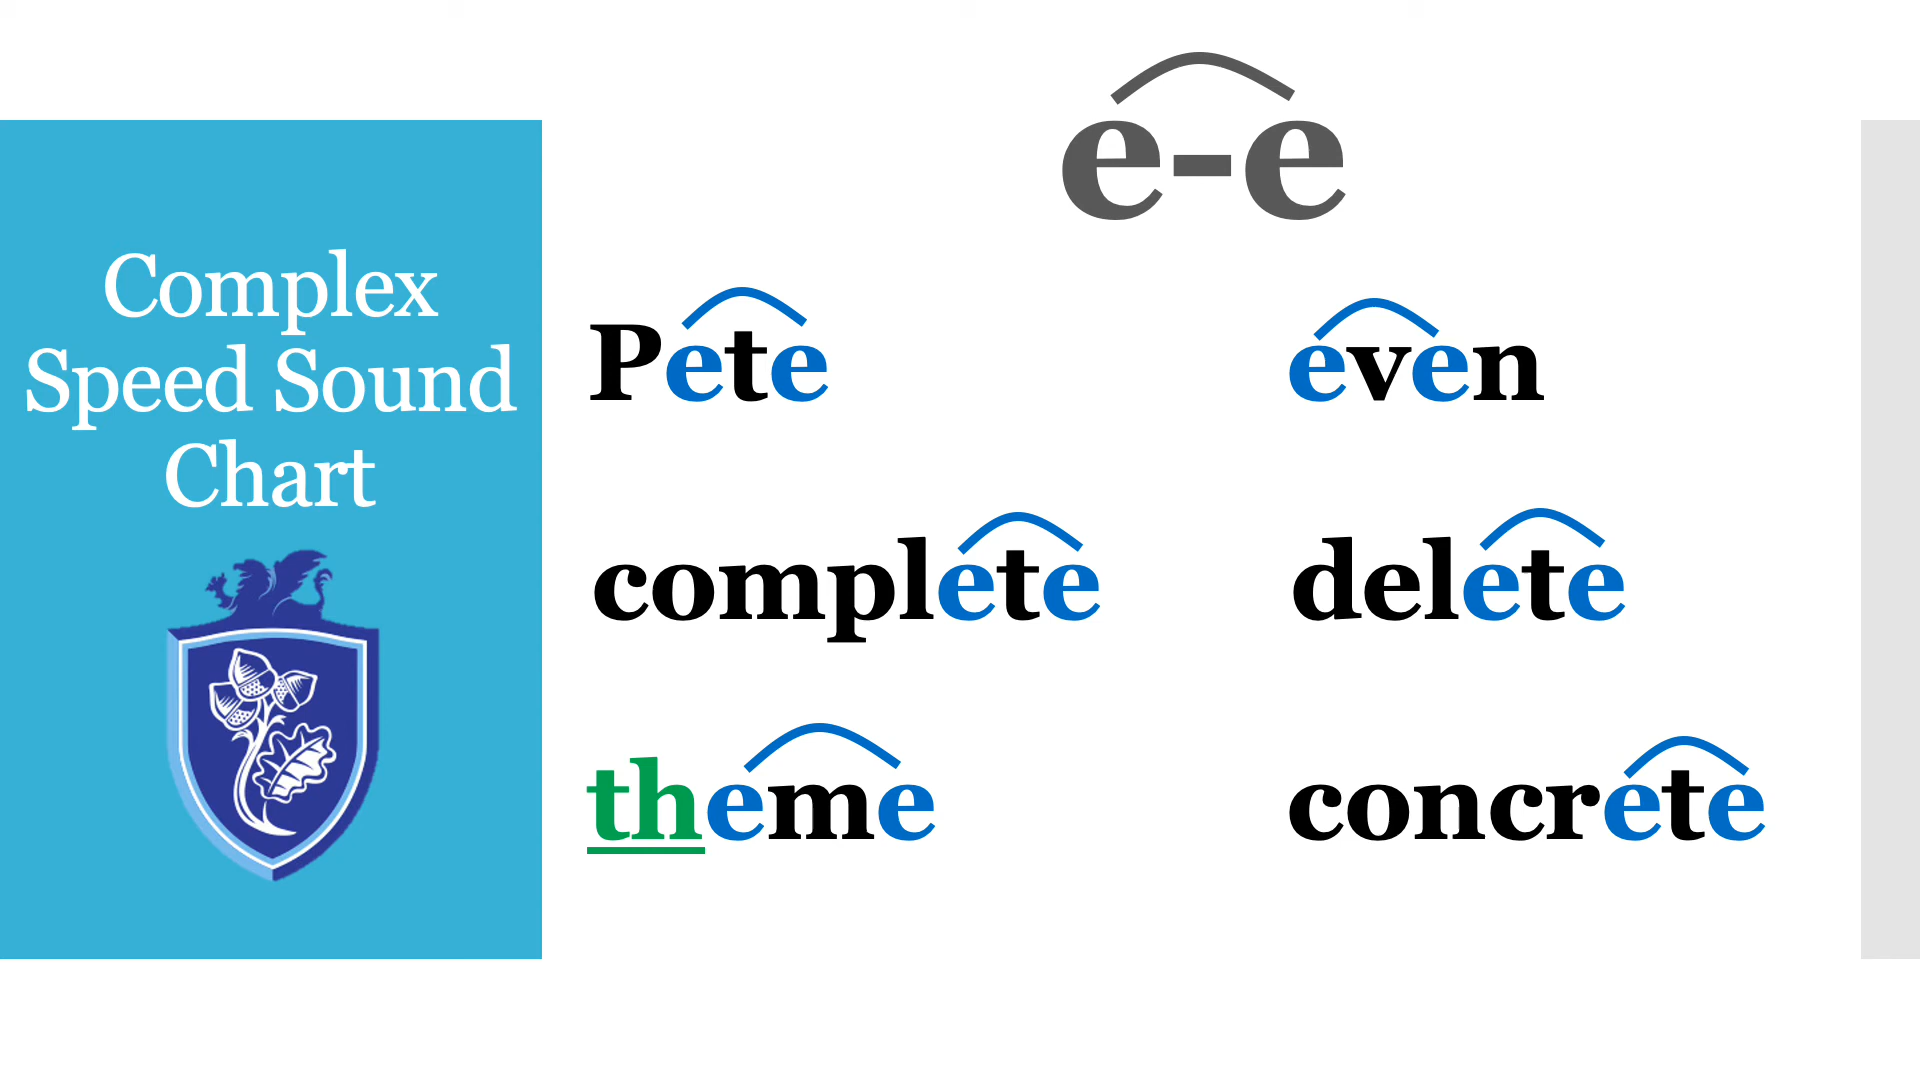 Complex
Speed Sound
Chart
e-e
Pete
even
complete
delete
theme
concrete